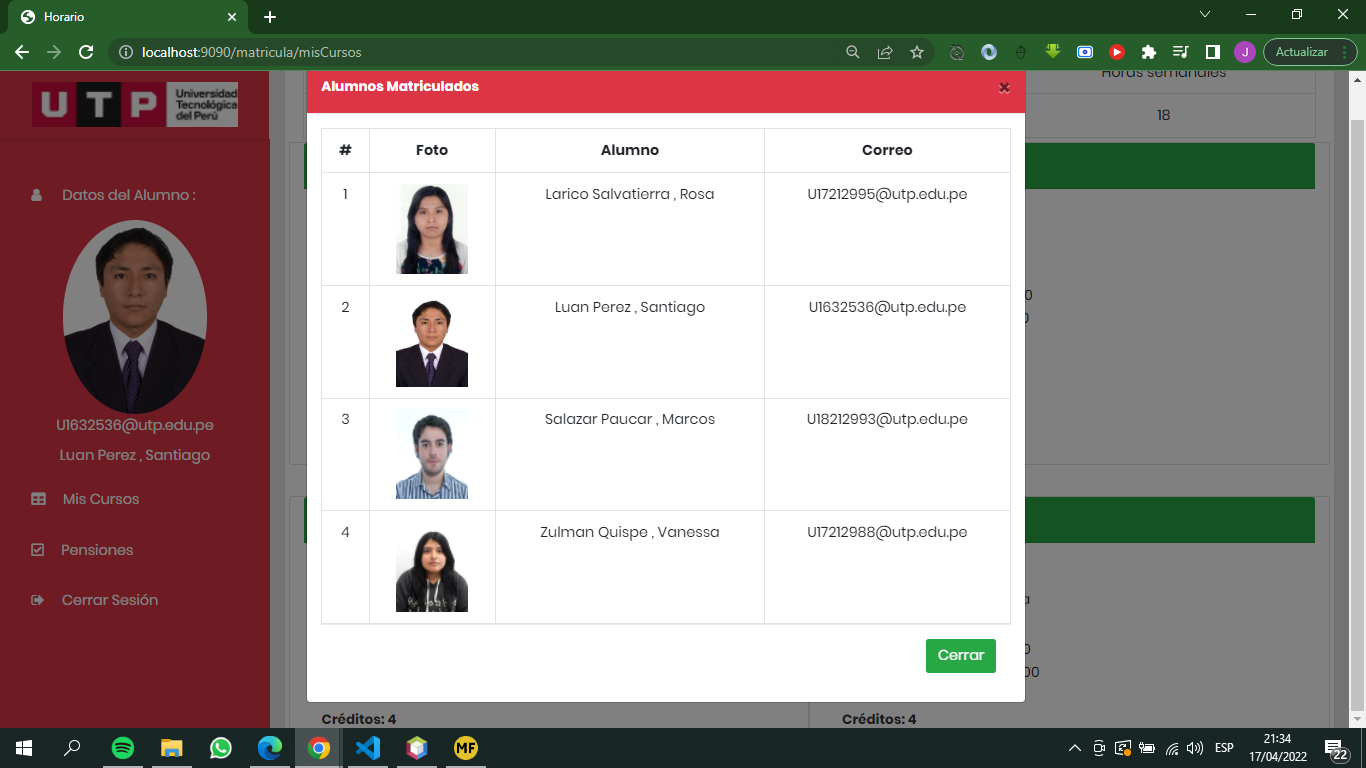 Horario
localhost:9090/matricula/misCursos
J
Actualizar
UTP Universidad
Tecnológica
del Perú
Datos del Alumno :
U1632536@utp.edu.pe
Luan Perez , Santiago
Mis Cursos
Pensiones
Cerrar Sesión
Horas semanales
18
Alumnos Matriculados
×
# Foto Alumno Correo
1 Larico Salvatierra , Rosa U17212995@utp.edu.pe
2 Luan Perez , Santiago U1632536@utp.edu.pe
3 Salazar Paucar , Marcos U18212993@utp.edu.pe
4 Zulman Quispe , Vanessa U17212988@utp.edu.pe
Cerrar
Créditos: 4 Créditos: 4
MF
ESP
21:34
17/04/2022
22